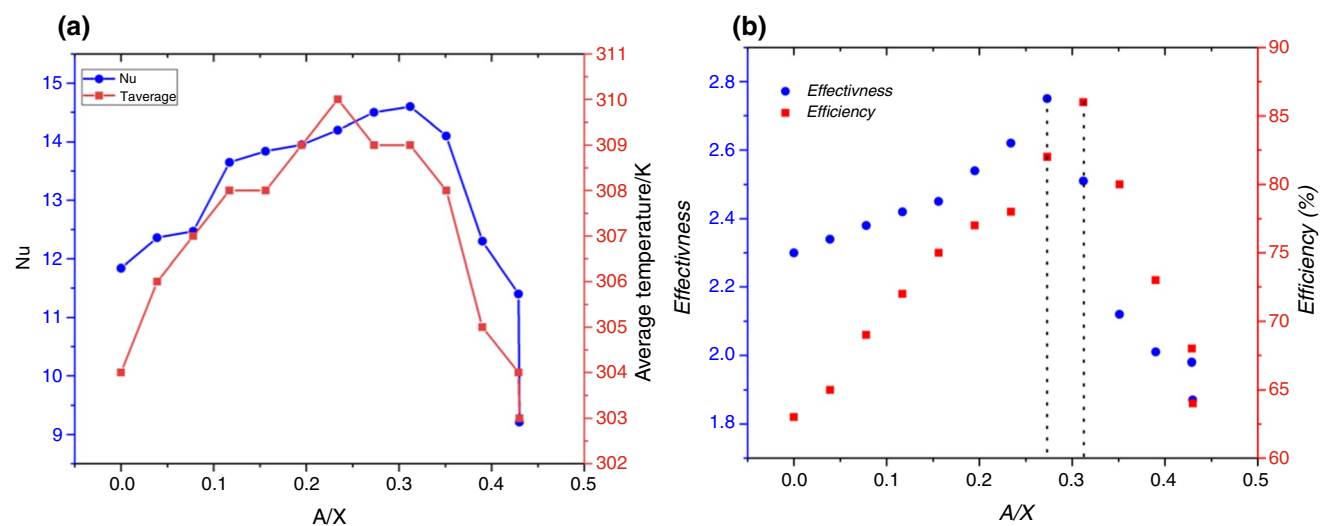 (a)
Nu
Taverage
15
14
13
12
11
10
9
Nu
311
310
309
308
307
306
305
304
303
302
Average temperature/K
0.0 0.1 0.2 0.3 0.4 0.5
A/X
(b)
Effectivness
Efficiency
2.8
2.6
2.4
2.2
2.0
1.8
Effectivness
90
85
80
75
70
65
60
Efficiency (%)
0.0 0.1 0.2 0.3 0.4 0.5
A/X